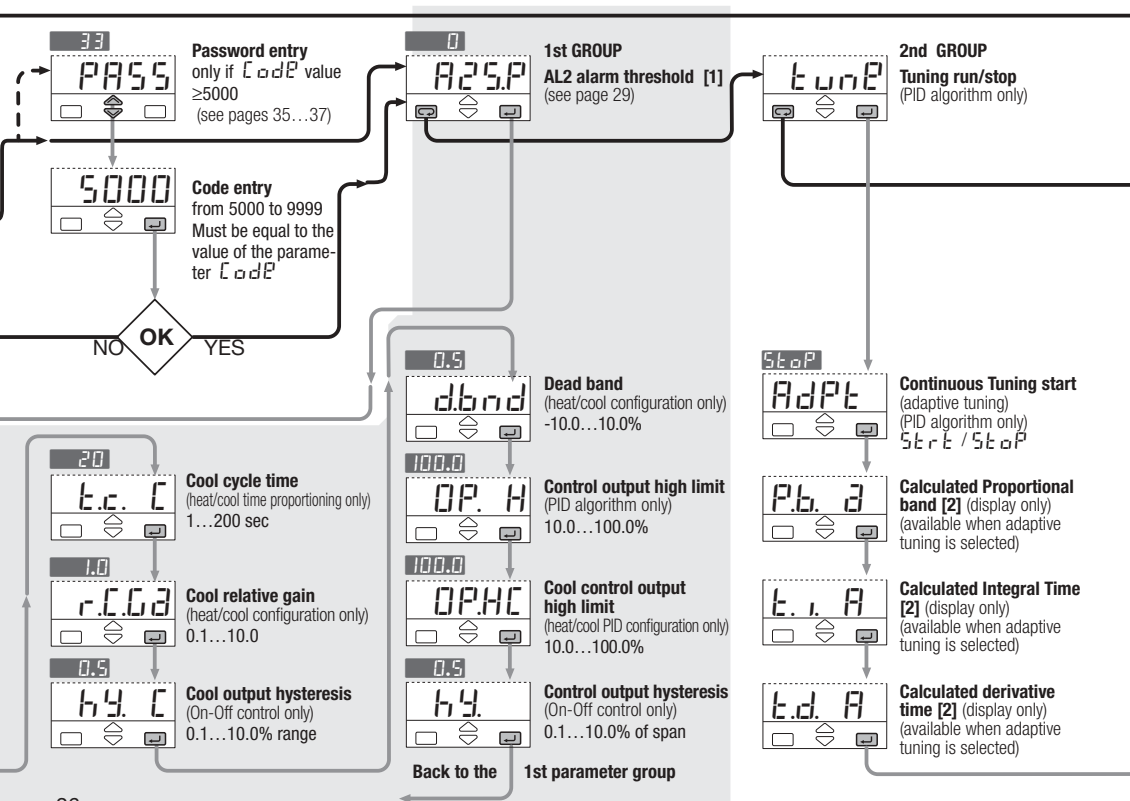 33
PASS
Password entry
only if CodE value
≥5000
(see pages 35…37)
5000
Code entry
from 5000 to 9999
Must be equal to the
value of the parame-
ter CodE
NO
OK
YES
0
A2S.P
1st GROUP
AL2 alarm threshold [1]
(see page 29)
tunE
2nd GROUP
Tuning run/stop
(PID algorithm only)
20
t.c. C
Cool cycle time
(heat/cool time proportioning only)
1…200 sec
1.0
r.C.Ga
Cool relative gain
(heat/cool configuration only)
0.1…10.0
0.5
hY. C
Cool output hysteresis
(On-Off control only)
0.1…10.0% range
0.5
d.bnd
Dead band
(heat/cool configuration only)
-10.0…10.0%
100.0
OP. H
Control output high limit
(PID algorithm only)
10.0…100.0%
100.0
OP.HC
Cool control output
high limit
(heat/cool PID configuration only)
10.0…100.0%
0.5
hY.
Control output hysteresis
(On-Off control only)
0.1…10.0% of span
Back to the 1st parameter group
StoP
AdPt
Continuous Tuning start
(adaptive tuning)
(PID algorithm only)
Strt / StoP
P.b. a
Calculated Proportional
band [2] (display only)
(available when adaptive
tuning is selected)
t. i. A
Calculated Integral Time
[2] (display only)
(available when adaptive
tuning is selected)
t.d. A
Calculated derivative
time [2] (display only)
(available when adaptive
tuning is selected)